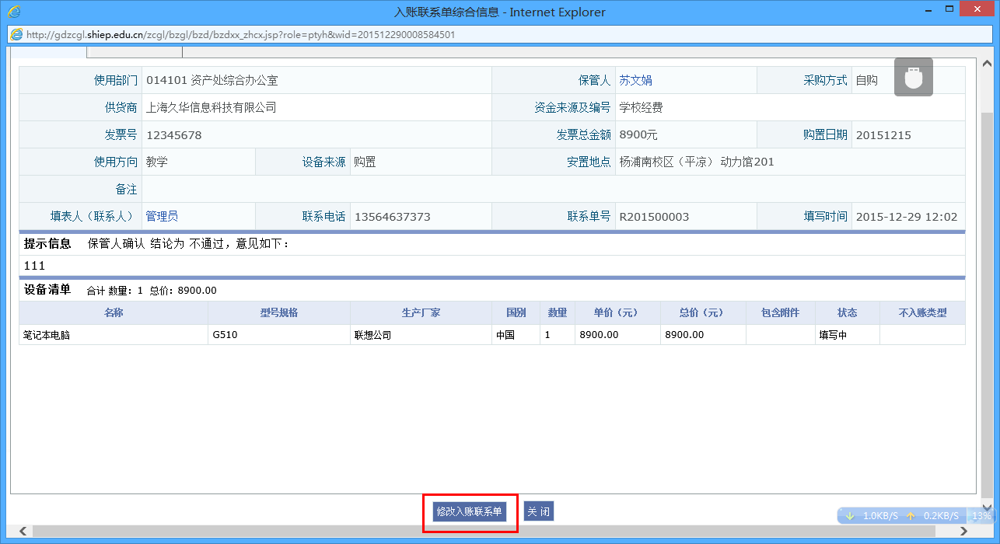 入账联系单综合信息 - Internet Explorer
http://gdzcgl.shiep.edu.cn/zcgl/bzgl/bzd/bzdxx_zhcx.jsp?role=ptyh&wid=201512290008584501
使用部门 014101 资产处综合办公室 保管人 苏文娟 采购方式 自购
供货商 上海久华信息科技有限公司 资金来源及编号 学校经费
发票号 12345678 发票总金额 8900元 购置日期 20151215
使用方向 教学 设备来源 购置 安置地点 杨浦南校区（平凉） 动力馆201
备注
填表人（联系人） 管理员 联系电话 13564637373 联系单号 R201500003 填写时间 2015-12-29 12:02
提示信息 保管人确认 结论为 不通过，意见如下：
111
设备清单 合计 数量：1 总价：8900.00
名称 型号规格 生产厂家 国别 数量 单价（元） 总价（元） 包含附件 状态 不入账类型
笔记本电脑 G510 联想公司 中国 1 8900.00 8900.00 填写中
修改入账联系单 关 闭
1.0KB/S 0.2KB/S 13%